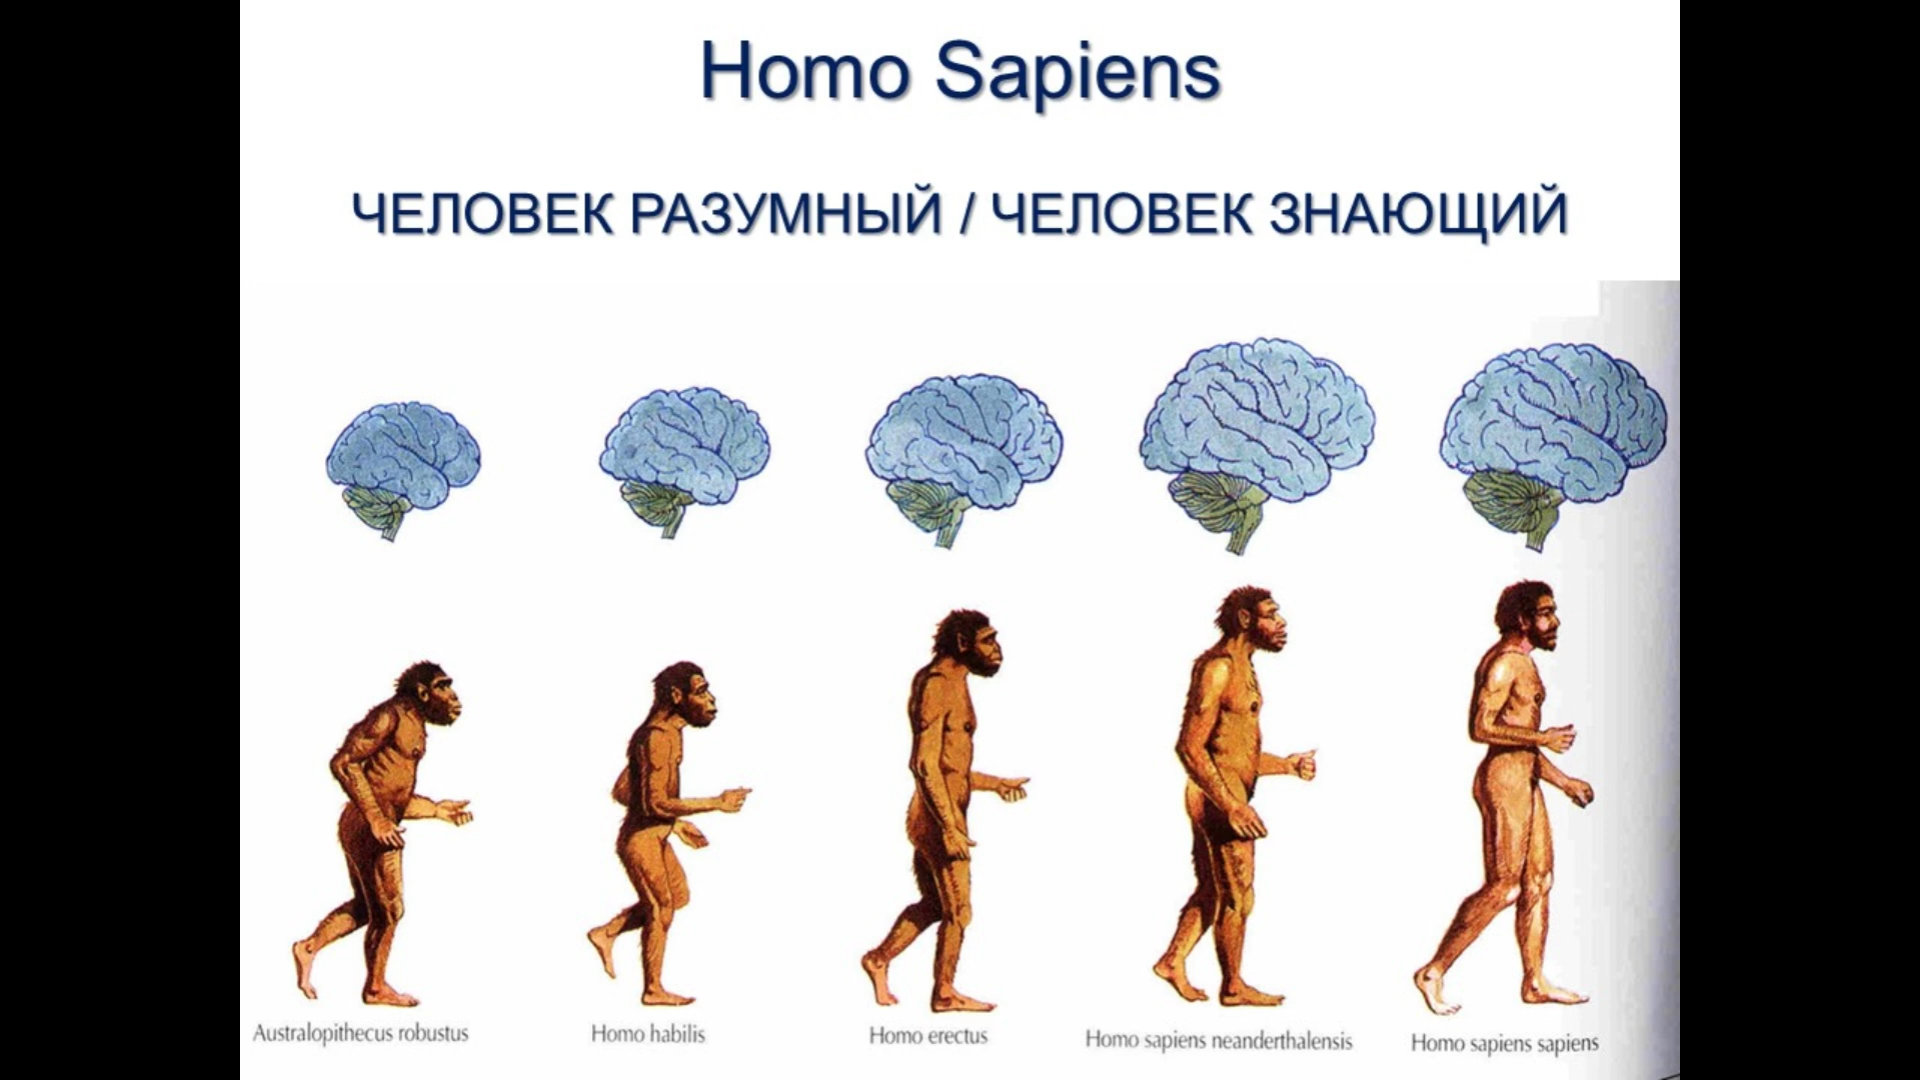 Homo Sapiens
ЧЕЛОВЕК РАЗУМНЫЙ / ЧЕЛОВЕК ЗНАЮЩИЙ
Australopithecus robustus
Homo habilis
Homo erectus
Homo sapiens neanderthalensis
Homo sapiens sapiens